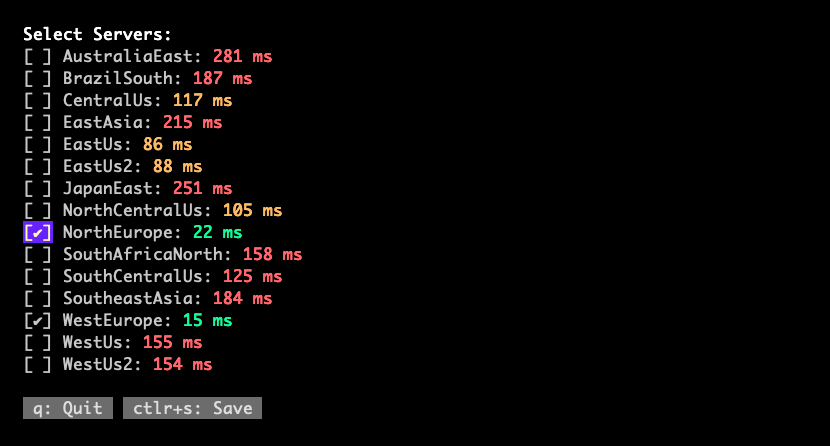 Select Servers:
[ ] AustraliaEast: 281 ms
[ ] BrazilSouth: 187 ms
[ ] CentralUs: 117 ms
[ ] EastAsia: 215 ms
[ ] EastUs: 86 ms
[ ] EastUs2: 88 ms
[ ] JapanEast: 251 ms
[ ] NorthCentralUs: 105 ms
[✔] NorthEurope: 22 ms
[ ] SouthAfricaNorth: 158 ms
[ ] SouthCentralUs: 125 ms
[ ] SoutheastAsia: 184 ms
[✔] WestEurope: 15 ms
[ ] WestUs: 155 ms
[ ] WestUs2: 154 ms
q: Quit ctlr+s: Save